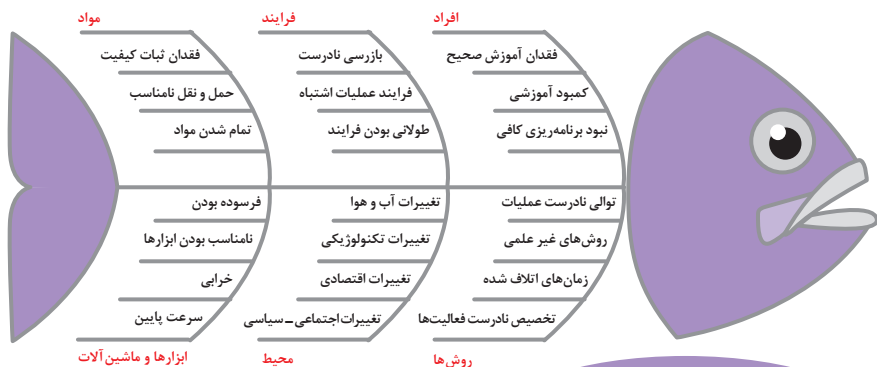 افراد
فقدان آموزش صحیح
کمبود آموزشی
نبود برنامه‌ریزی کافی
فرایند
بازرسی نادرست
فرایند عملیات اشتباه
طولانی بودن فرایند
مواد
فقدان ثبات کیفیت
حمل و نقل نامناسب
تمام شدن مواد
توالی نادرست عملیات
روش‌های غیر علمی
زمان‌های اتلاف شده
تخصیص نادرست فعالیت‌ها
روش‌ها
تغییرات آب و هوا
تغییرات تکنولوژیکی
تغییرات اقتصادی
تغییرات اجتماعی – سیاسی
محیط
فرسوده بودن
نامناسب بودن ابزارها
خرابی
سرعت پایین
ابزارها و ماشین آلات